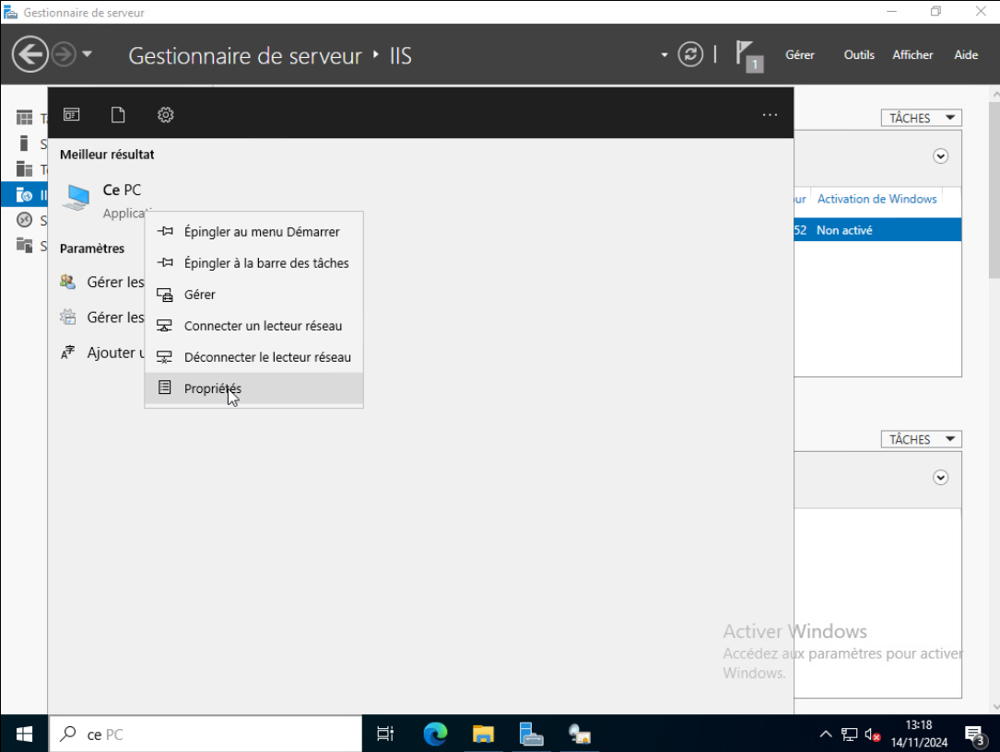 Gestionnaire de serveur
Gestionnaire de serveur ‣ IIS
1
Gérer
Outils
Afficher
Aide
TÂCHES
Meilleur résultat
Ce PC
Activation de Windows
52 Non activé
Épingler au menu Démarrer
Paramètres
Épingler à la barre des tâches
Gérer les
Gérer
Gérer les
Connecter un lecteur réseau
Ajouter
Déconnecter le lecteur réseau
Propriétés
TÂCHES
Activer Windows
Accédez aux paramètres pour activer
Windows.
ce PC
13:18
14/11/2024
3